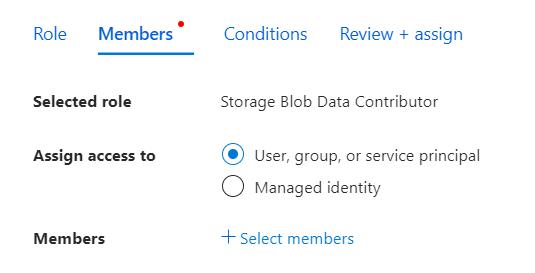 Role Members Conditions Review + assign
Selected role Storage Blob Data Contributor
Assign access to User, group, or service principal
Managed identity
Members + Select members